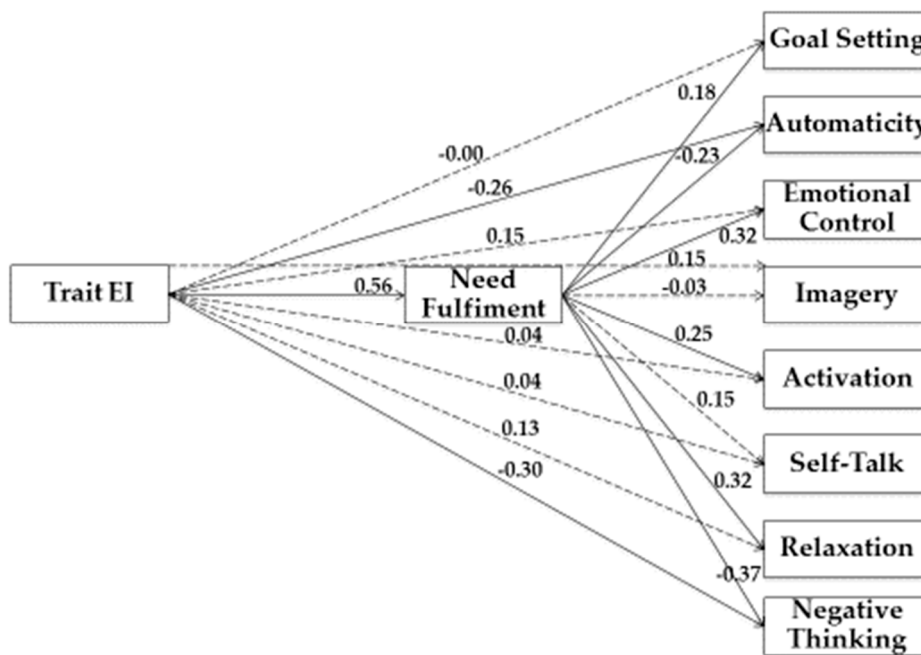 Goal Setting
0.18
Automaticity
-0.00
-0.23
-0.26
Emotional
Control
0.15
0.32
0.15
Trait EI
0.56
Need
Fulfiment
-0.03
Imagery
0.04
0.25
Activation
0.04
0.15
0.13
Self-Talk
-0.30
0.32
Relaxation
-0.37
Negative
Thinking